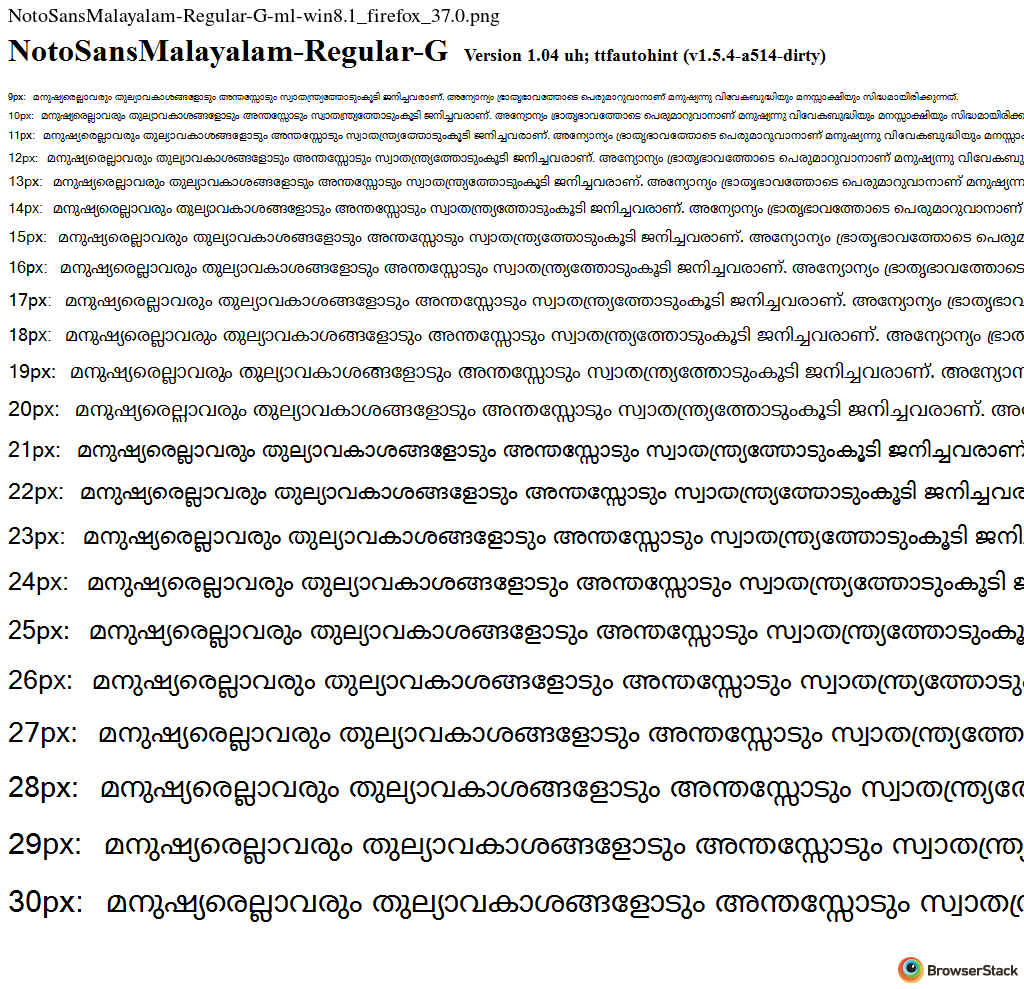 NotoSansMalayalam-Regular-G-ml-win8.1_firefox_37.0.png
NotoSansMalayalam-Regular-G Version 1.04 uh; ttfautohint (v1.5.4-a514-dirty)
9px: മനുഷ്യരെല്ലാവരും തുല്യാവകാശങ്ങളോടും അന്തസ്സോടും സ്വാതന്ത്ര്യത്തോടുംകൂടി ജനിച്ചവരാണ്. അന്യോന്യം ഭ്രാതൃഭാവത്തോടെ പെരുമാറുവാനാണ് മനുഷ്യന്നു വിവേകബുദ്ധിയും മനസ്സാക്ഷിയും സിദ്ധമായിരിക്കുന്നത്.
10px: മനുഷ്യരെല്ലാവരും തുല്യാവകാശങ്ങളോടും അന്തസ്സോടും സ്വാതന്ത്ര്യത്തോടുംകൂടി ജനിച്ചവരാണ്. അന്യോന്യം ഭ്രാതൃഭാവത്തോടെ പെരുമാറുവാനാണ് മനുഷ്യന്നു വിവേകബുദ്ധിയും മനസ്സാക്ഷിയും
11px: മനുഷ്യരെല്ലാവരും തുല്യാവകാശങ്ങളോടും അന്തസ്സോടും സ്വാതന്ത്ര്യത്തോടുംകൂടി ജനിച്ചവരാണ്. അന്യോന്യം ഭ്രാതൃഭാവത്തോടെ പെരുമാറുവാനാണ് മനുഷ്യന്നു വിവേകബുദ്ധിയും
12px: മനുഷ്യരെല്ലാവരും തുല്യാവകാശങ്ങളോടും അന്തസ്സോടും സ്വാതന്ത്ര്യത്തോടുംകൂടി ജനിച്ചവരാണ്. അന്യോന്യം ഭ്രാതൃഭാവത്തോടെ പെരുമാറുവാനാണ് മനുഷ്യന്നു
13px: മനുഷ്യരെല്ലാവരും തുല്യാവകാശങ്ങളോടും അന്തസ്സോടും സ്വാതന്ത്ര്യത്തോടുംകൂടി ജനിച്ചവരാണ്. അന്യോന്യം ഭ്രാതൃഭാവത്തോടെ പെരുമാറുവാനാണ്
14px: മനുഷ്യരെല്ലാവരും തുല്യാവകാശങ്ങളോടും അന്തസ്സോടും സ്വാതന്ത്ര്യത്തോടുംകൂടി ജനിച്ചവരാണ്. അന്യോന്യം ഭ്രാതൃഭാവത്തോടെ പെരുമാറുവാനാണ്
15px: മനുഷ്യരെല്ലാവരും തുല്യാവകാശങ്ങളോടും അന്തസ്സോടും സ്വാതന്ത്ര്യത്തോടുംകൂടി ജനിച്ചവരാണ്. അന്യോന്യം ഭ്രാതൃഭാവത്തോടെ
16px: മനുഷ്യരെല്ലാവരും തുല്യാവകാശങ്ങളോടും അന്തസ്സോടും സ്വാതന്ത്ര്യത്തോടുംകൂടി ജനിച്ചവരാണ്. അന്യോന്യം ഭ്രാതൃഭാവത്തോടെ
17px: മനുഷ്യരെല്ലാവരും തുല്യാവകാശങ്ങളോടും അന്തസ്സോടും സ്വാതന്ത്ര്യത്തോടുംകൂടി ജനിച്ചവരാണ്. അന്യോന്യം
18px: മനുഷ്യരെല്ലാവരും തുല്യാവകാശങ്ങളോടും അന്തസ്സോടും സ്വാതന്ത്ര്യത്തോടുംകൂടി ജനിച്ചവരാണ്. അന്യോന്യം
19px: മനുഷ്യരെല്ലാവരും തുല്യാവകാശങ്ങളോടും അന്തസ്സോടും സ്വാതന്ത്ര്യത്തോടുംകൂടി ജനിച്ചവരാണ്.
20px: മനുഷ്യരെല്ലാവരും തുല്യാവകാശങ്ങളോടും അന്തസ്സോടും സ്വാതന്ത്ര്യത്തോടുംകൂടി ജനിച്ചവരാണ്.
21px: മനുഷ്യരെല്ലാവരും തുല്യാവകാശങ്ങളോടും അന്തസ്സോടും സ്വാതന്ത്ര്യത്തോടുംകൂടി ജനിച്ചവരാണ്
22px: മനുഷ്യരെല്ലാവരും തുല്യാവകാശങ്ങളോടും അന്തസ്സോടും സ്വാതന്ത്ര്യത്തോടുംകൂടി
23px: മനുഷ്യരെല്ലാവരും തുല്യാവകാശങ്ങളോടും അന്തസ്സോടും സ്വാതന്ത്ര്യത്തോടുംകൂടി
24px: മനുഷ്യരെല്ലാവരും തുല്യാവകാശങ്ങളോടും അന്തസ്സോടും സ്വാതന്ത്ര്യത്തോടുംകൂടി
25px: മനുഷ്യരെല്ലാവരും തുല്യാവകാശങ്ങളോടും അന്തസ്സോടും സ്വാതന്ത്ര്യത്തോടുംകൂ
26px: മനുഷ്യരെല്ലാവരും തുല്യാവകാശങ്ങളോടും അന്തസ്സോടും സ്വാതന്ത്ര്യത്തോടും
27px: മനുഷ്യരെല്ലാവരും തുല്യാവകാശങ്ങളോടും അന്തസ്സോടും സ്വാതന്ത്ര്യത്തോ
28px: മനുഷ്യരെല്ലാവരും തുല്യാവകാശങ്ങളോടും അന്തസ്സോടും
29px: മനുഷ്യരെല്ലാവരും തുല്യാവകാശങ്ങളോടും അന്തസ്സോടും സ്വാതന്ത്ര്യ
30px: മനുഷ്യരെല്ലാവരും തുല്യാവകാശങ്ങളോടും അന്തസ്സോടും
BrowserStack